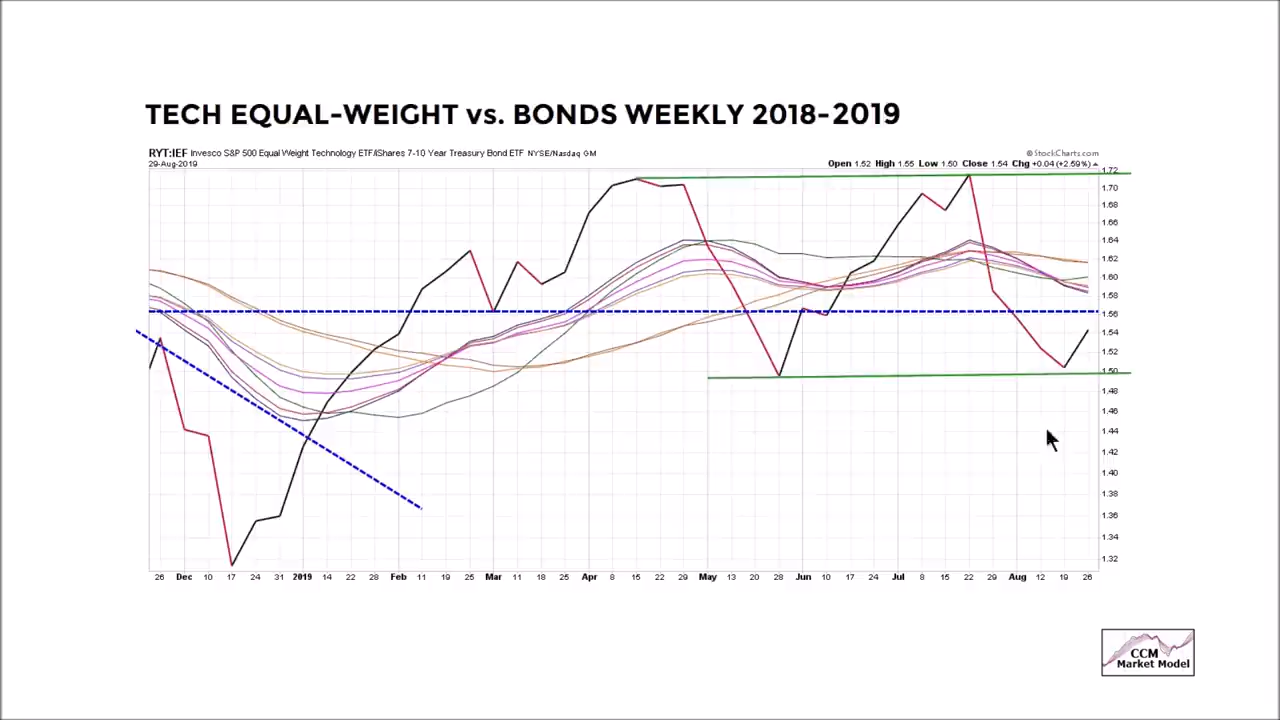 TECH EQUAL-WEIGHT vs. BONDS WEEKLY 2018-2019
RYT:IEF Invesco S&P 500 Equal Weight Technology ETF/iShares 7-10 Year Treasury Bond ETF NYSE/Nasdaq GM
© StockCharts.com
29-Aug-2019
Open 1.52 High 1.55 Low 1.50 Close 1.54 Chg +0.04 (+2.59%)
1.72
1.70
1.68
1.66
1.64
1.62
1.60
1.58
1.56
1.54
1.52
1.50
1.48
1.46
1.44
1.42
1.40
1.38
1.36
1.34
1.32
26 Dec 10 17 24 31 2019 14 22 28 Feb 11 19 25 Mar 11 18 25 Apr 8 15 22 29 May 13 20 28 Jun 10 17 24 Jul 8 15 22 29 Aug 12 19 26
CCM
Market Model